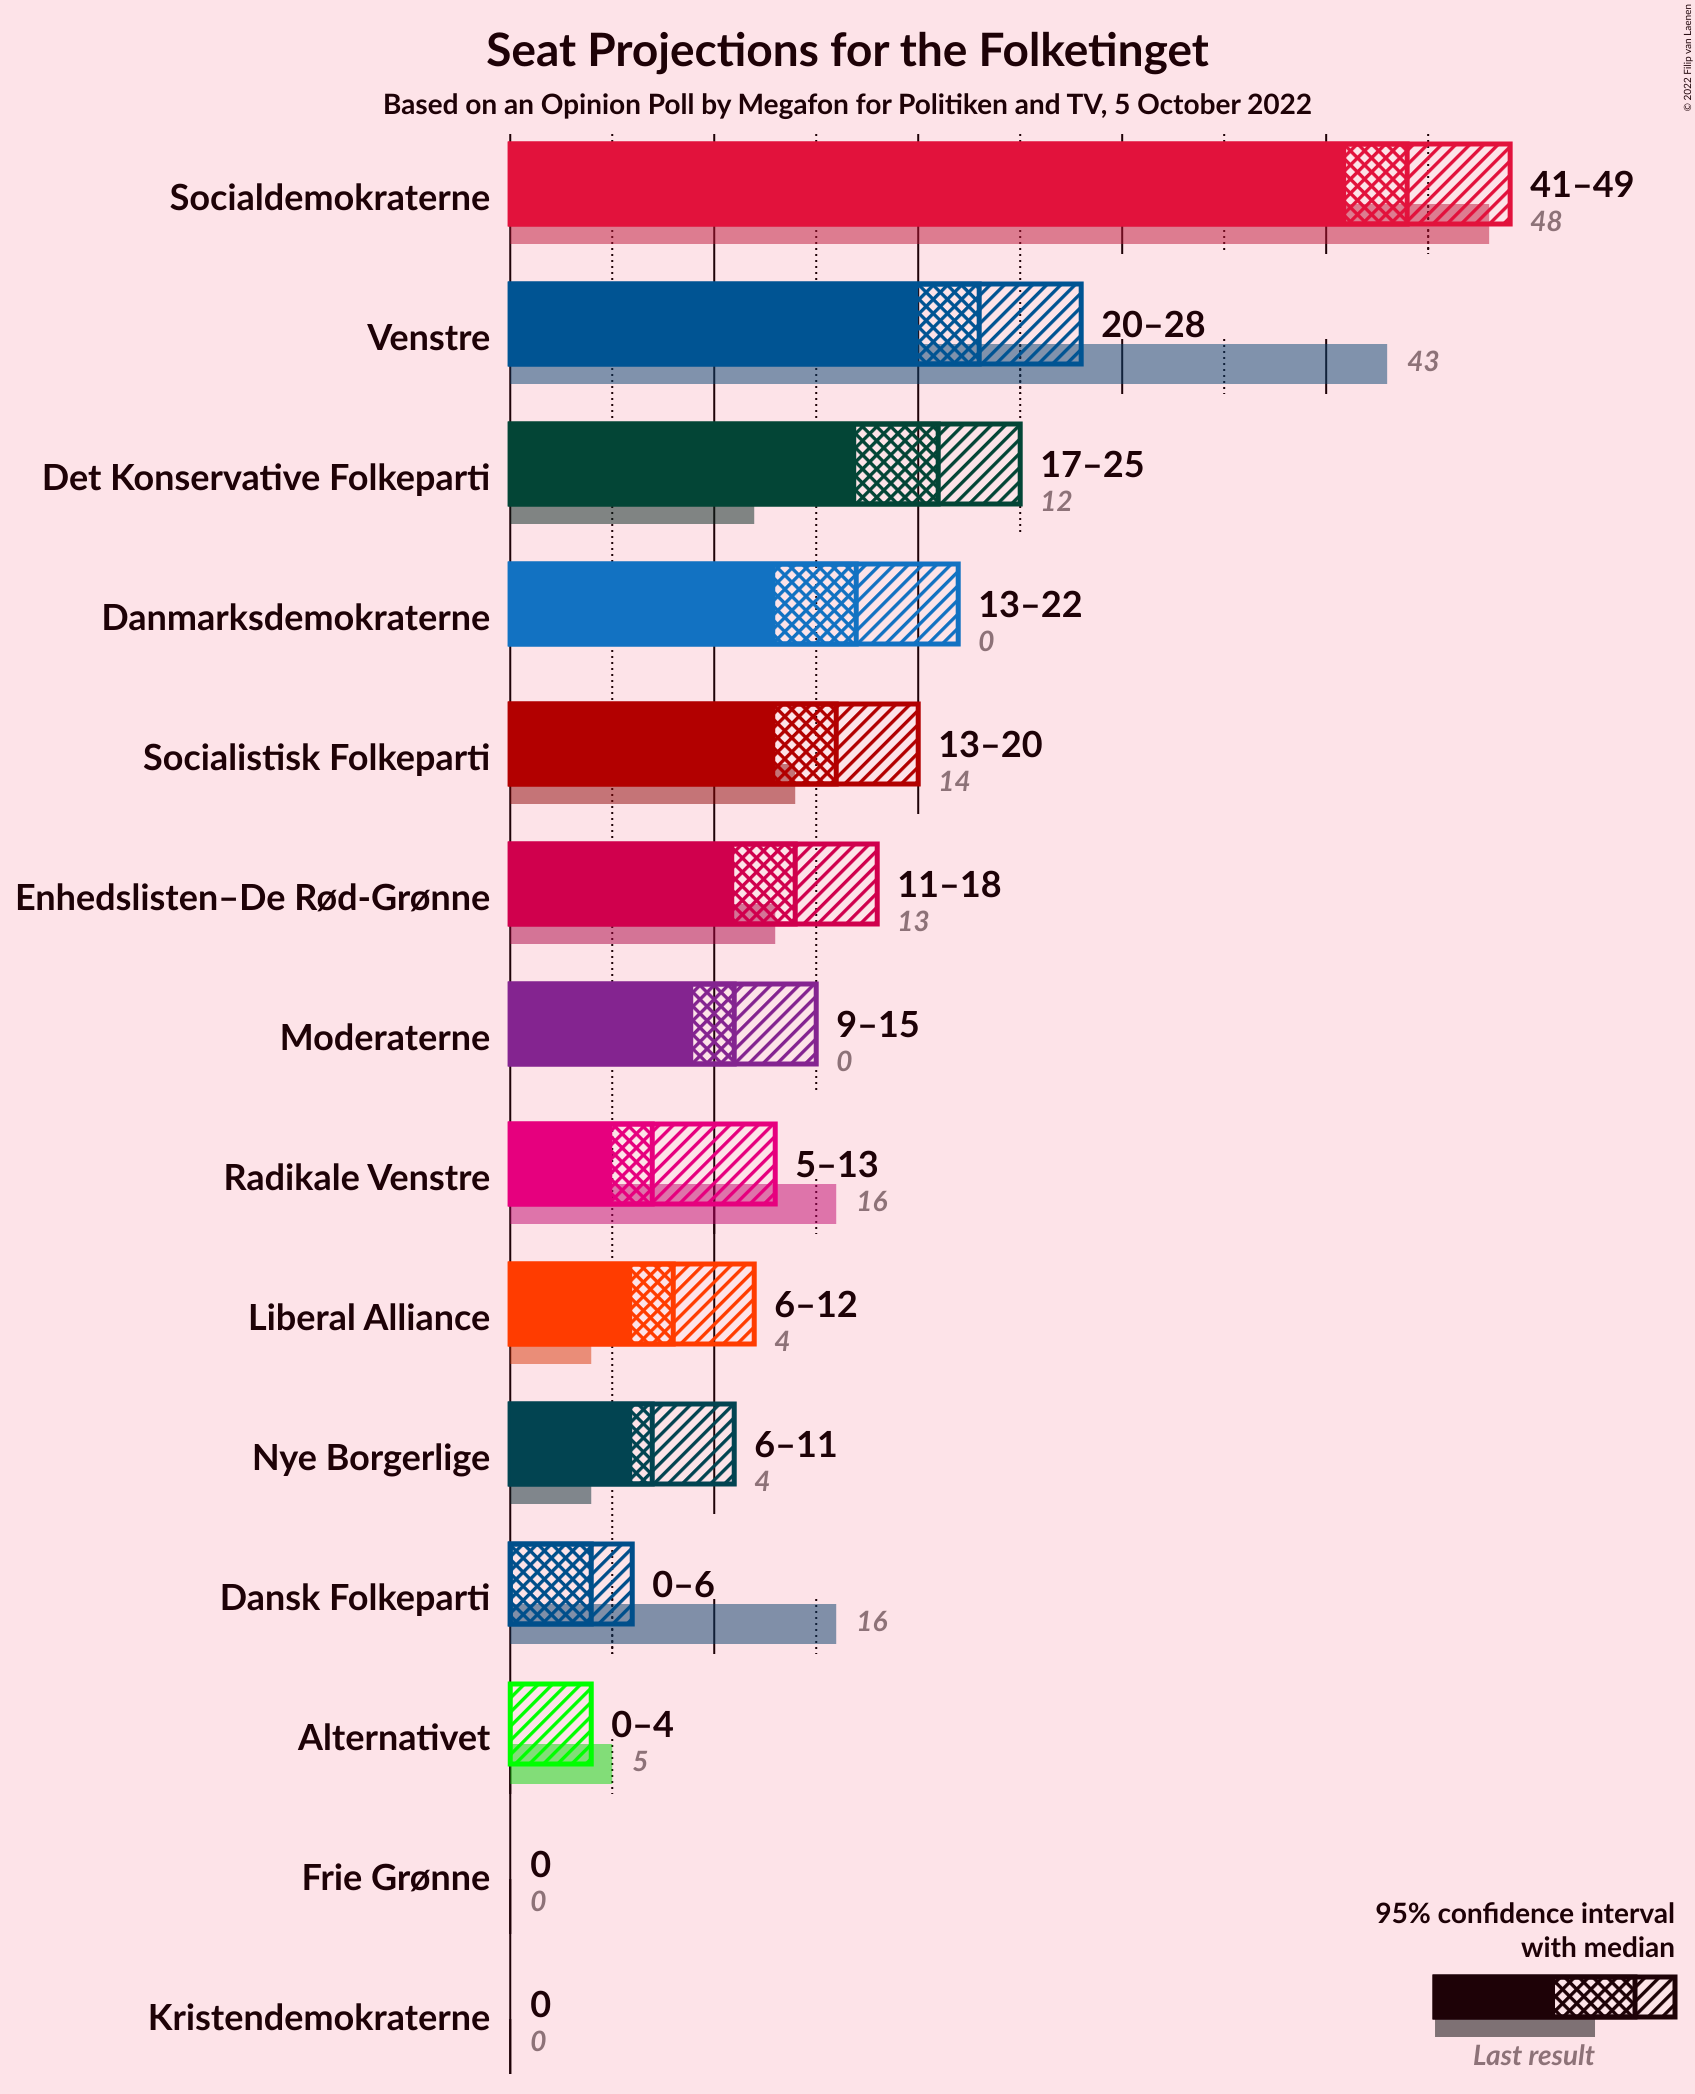 Seat Projections for the Folketinget
Based on an Opinion Poll by Megafon for Politiken and TV, 5 October 2022
© 2022 Filip van Laenen
Socialdemokraterne
41–49
48
Venstre
20–28
43
Det Konservative Folkeparti
17–25
12
Danmarksdemokraterne
13–22
0
Socialistisk Folkeparti
13–20
14
Enhedslisten–De Rød-Grønne
11–18
13
Moderaterne
9–15
0
Radikale Venstre
5–13
16
Liberal Alliance
6–12
4
Nye Borgerlige
6–11
4
Dansk Folkeparti
0–6
16
Alternativet
0–4
5
Frie Grønne
0
0
Kristendemokraterne
0
0
95% confidence interval
with median
Last result